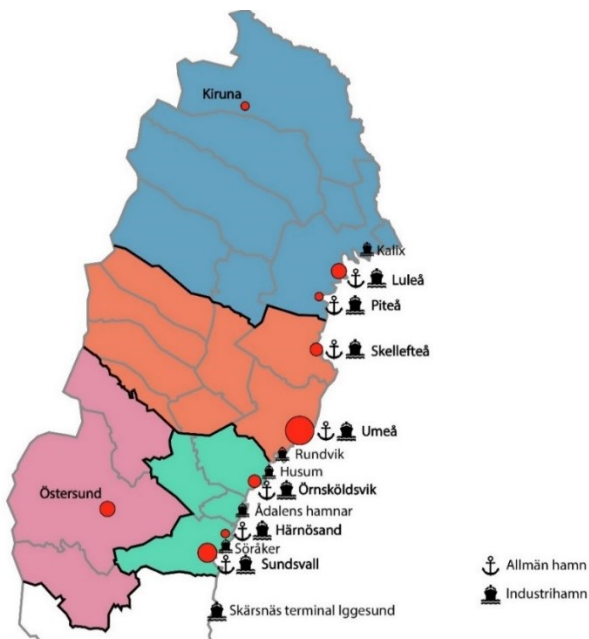 Kiruna
Kalix
Luleå
Piteå
Skellefteå
Umeå
Rundvik
Husum
Örnsköldsvik
Östersund
Ådalens hamnar
Härnösand
Söråker
Sundsvall
Allmän hamn
Industrihamn
Skärsnäs terminal Iggesund